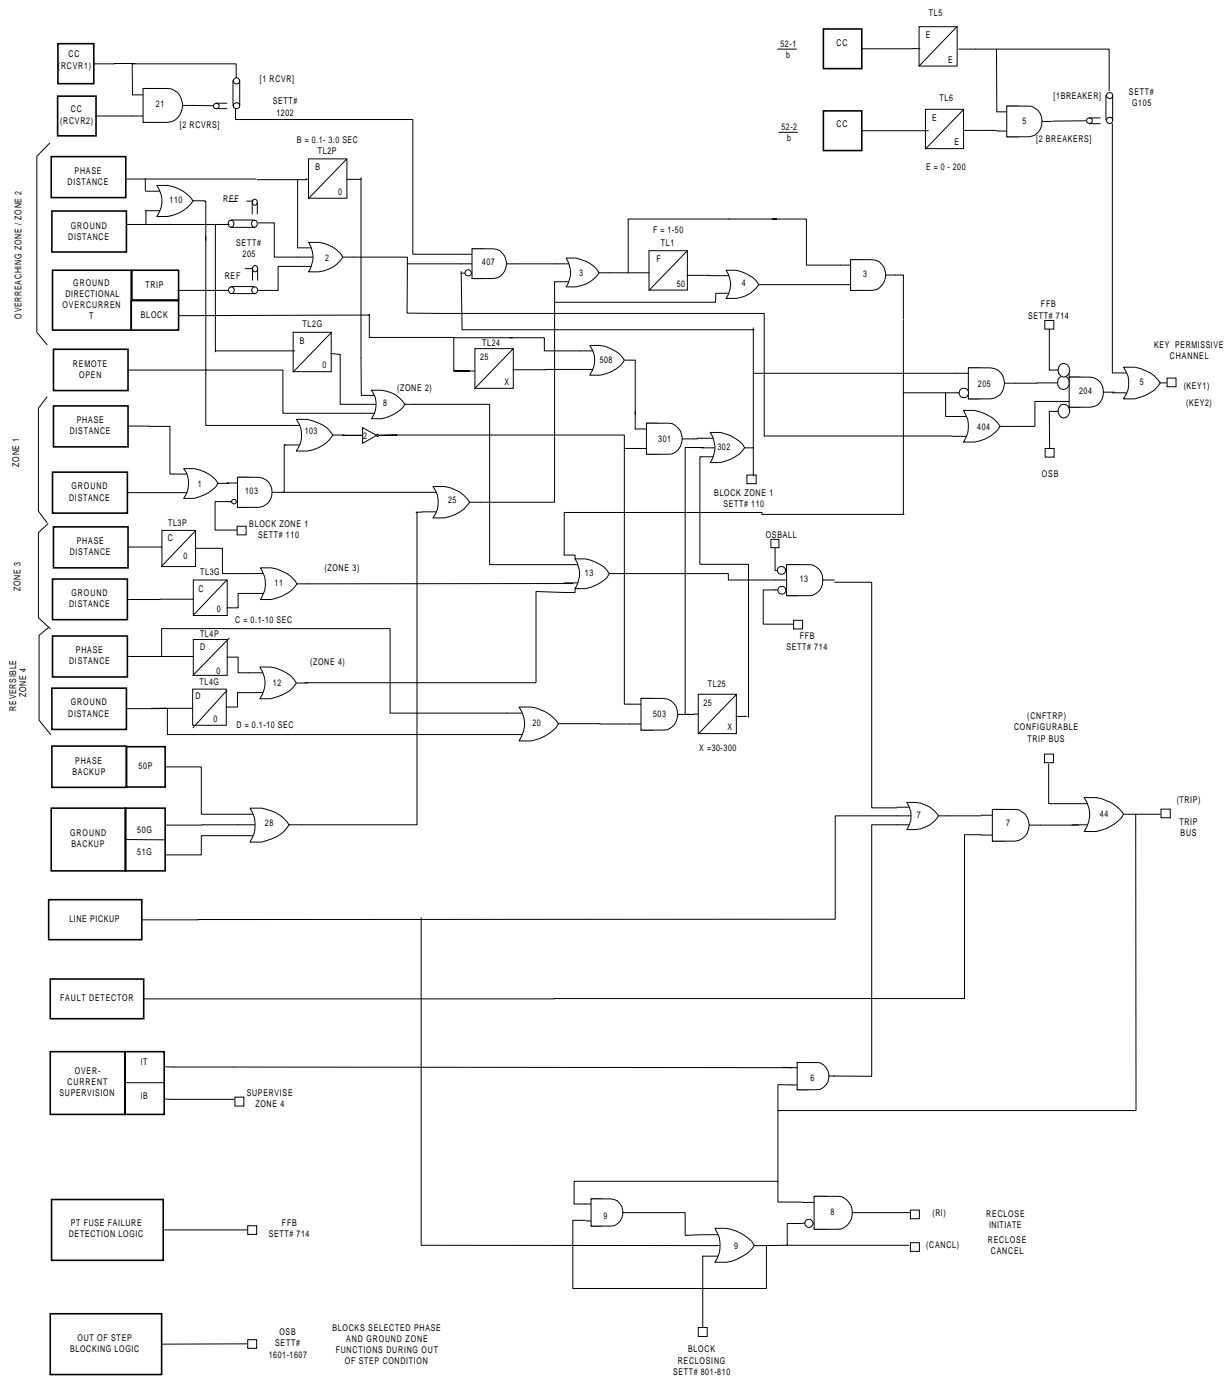 TL5
CC
(RCVR1)
52-1
b
CC
E
E
[1 RCVR]
21
SETT#
1202
CC
(RCVR2)
[2 RCVRS]
[1BREAKER]
SETT#
G105
TL6
52-2
b
CC
E
E
5
[2 BREAKERS]
E = 0 - 200
B = 0.1- 3.0 SEC
TL2P
B
0
OVERREACHING ZONE / ZONE 2
PHASE
DISTANCE
110
REF
GROUND
DISTANCE
SETT#
205
2
REF
GROUND
DIRECTIONAL
OVERCURREN
T
TRIP
BLOCK
407
3
F = 1-50
TL1
F
50
4
3
TL2G
B
0
TL24
25
X
508
FFB
SETT# 714
KEY PERMISSIVE
CHANNEL
REMOTE
OPEN
(ZONE 2)
8
205
204
5
(KEY1)
(KEY2)
ZONE 1
PHASE
DISTANCE
103
2
301
302
404
OSB
GROUND
DISTANCE
1
103
25
BLOCK ZONE 1
SETT# 110
BLOCK ZONE 1
SETT# 110
TL3P
C
0
OSBALL
ZONE 3
PHASE
DISTANCE
TL3G
C
0
11
(ZONE 3)
13
13
GROUND
DISTANCE
C = 0.1-10 SEC
FFB
SETT# 714
REVERSIBLE
ZONE 4
PHASE
DISTANCE
TL4P
D
0
12
(ZONE 4)
TL4G
D
0
GROUND
DISTANCE
D = 0.1-10 SEC
20
503
TL25
25
X
X =30-300
(CNFTRP)
CONFIGURABLE
TRIP BUS
PHASE
BACKUP
50P
GROUND
BACKUP
50G
51G
28
7
7
44
(TRIP)
TRIP
BUS
LINE PICKUP
FAULT DETECTOR
OVER-
CURRENT
SUPERVISION
IT
IB
SUPERVISE
ZONE 4
6
PT FUSE FAILURE
DETECTION LOGIC
FFB
SETT# 714
9
8
(RI)
RECLOSE
INITIATE
9
(CANCL)
RECLOSE
CANCEL
OUT OF STEP
BLOCKING LOGIC
OSB
SETT#
1601-1607
BLOCKS SELECTED PHASE
AND GROUND ZONE
FUNCTIONS DURING OUT
OF STEP CONDITION
BLOCK
RECLOSING
SETT# 801-810